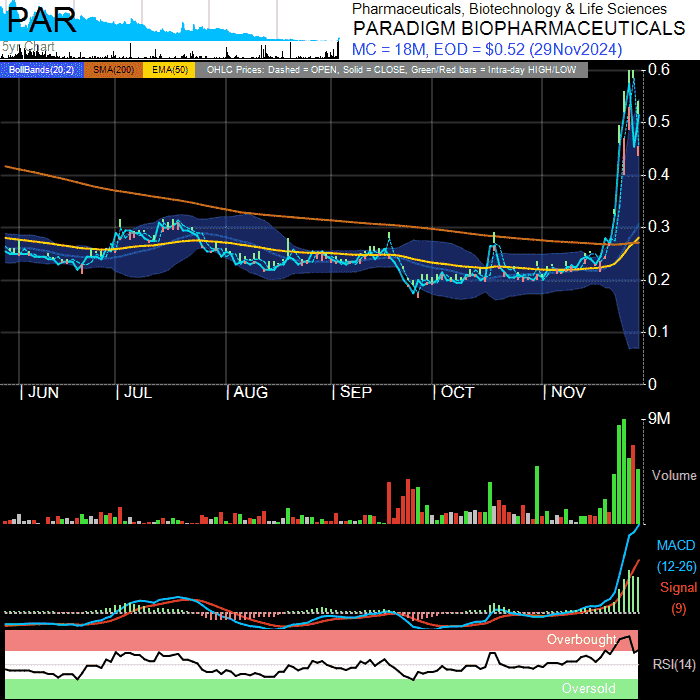 PAR
5yr Chart
Pharmaceuticals, Biotechnology & Life Sciences
PARADIGM BIOPHARMACEUTICALS
MC = 18M, EOD = $0.52 (29Nov2024)
BollBands(20,2) SMA(200) EMA(50) OHLC Prices: Dashed = OPEN, Solid = CLOSE, Green/Red bars = Intra-day HIGH/LOW
0.6
0.5
0.4
0.3
0.2
0.1
0
| JUN | JUL | AUG | SEP | OCT | NOV
9M
Volume
MACD
(12-26)
Signal
(9)
Overbought
RSI(14)
Oversold